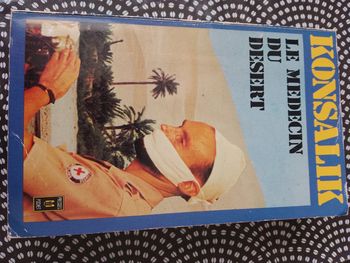 KONSALIK
LE MEDECIN
DU
DESERT